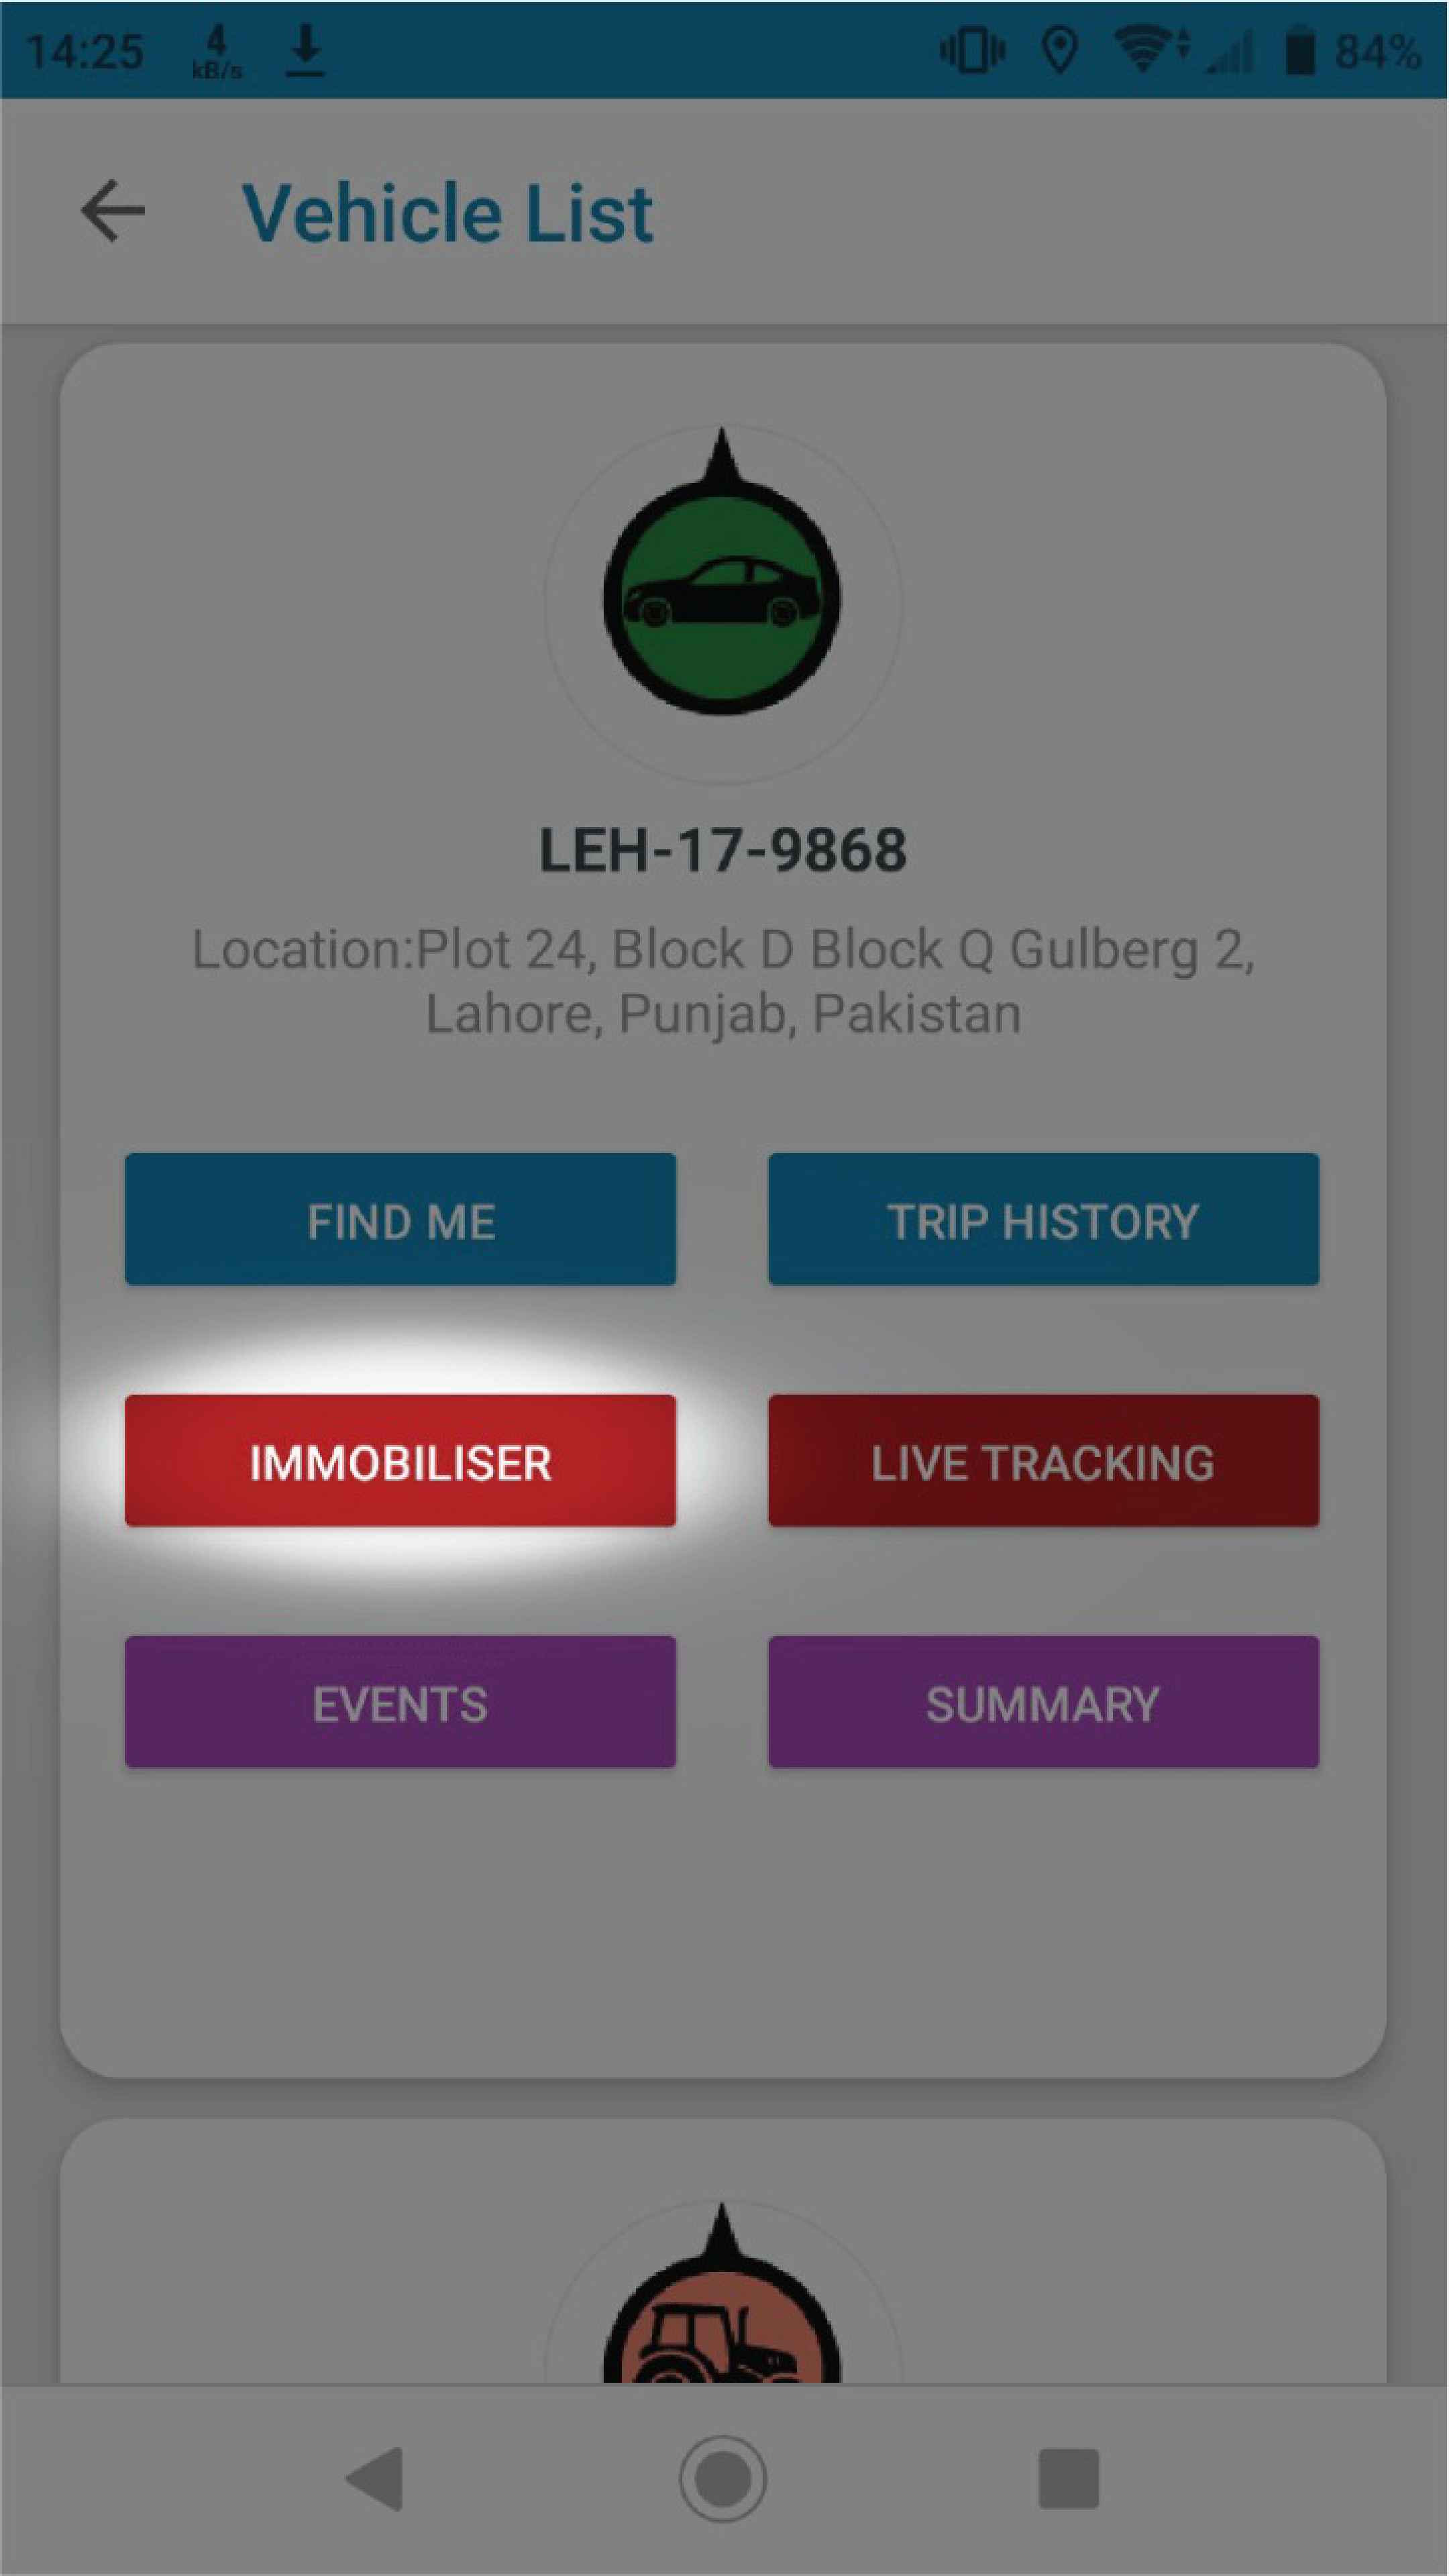 14:25 4 kB/s 84%
Vehicle List
LEH-17-9868
Location:Plot 24, Block D Block Q Gulberg 2,
Lahore, Punjab, Pakistan
FIND ME TRIP HISTORY
IMMOBILISER LIVE TRACKING
EVENTS SUMMARY